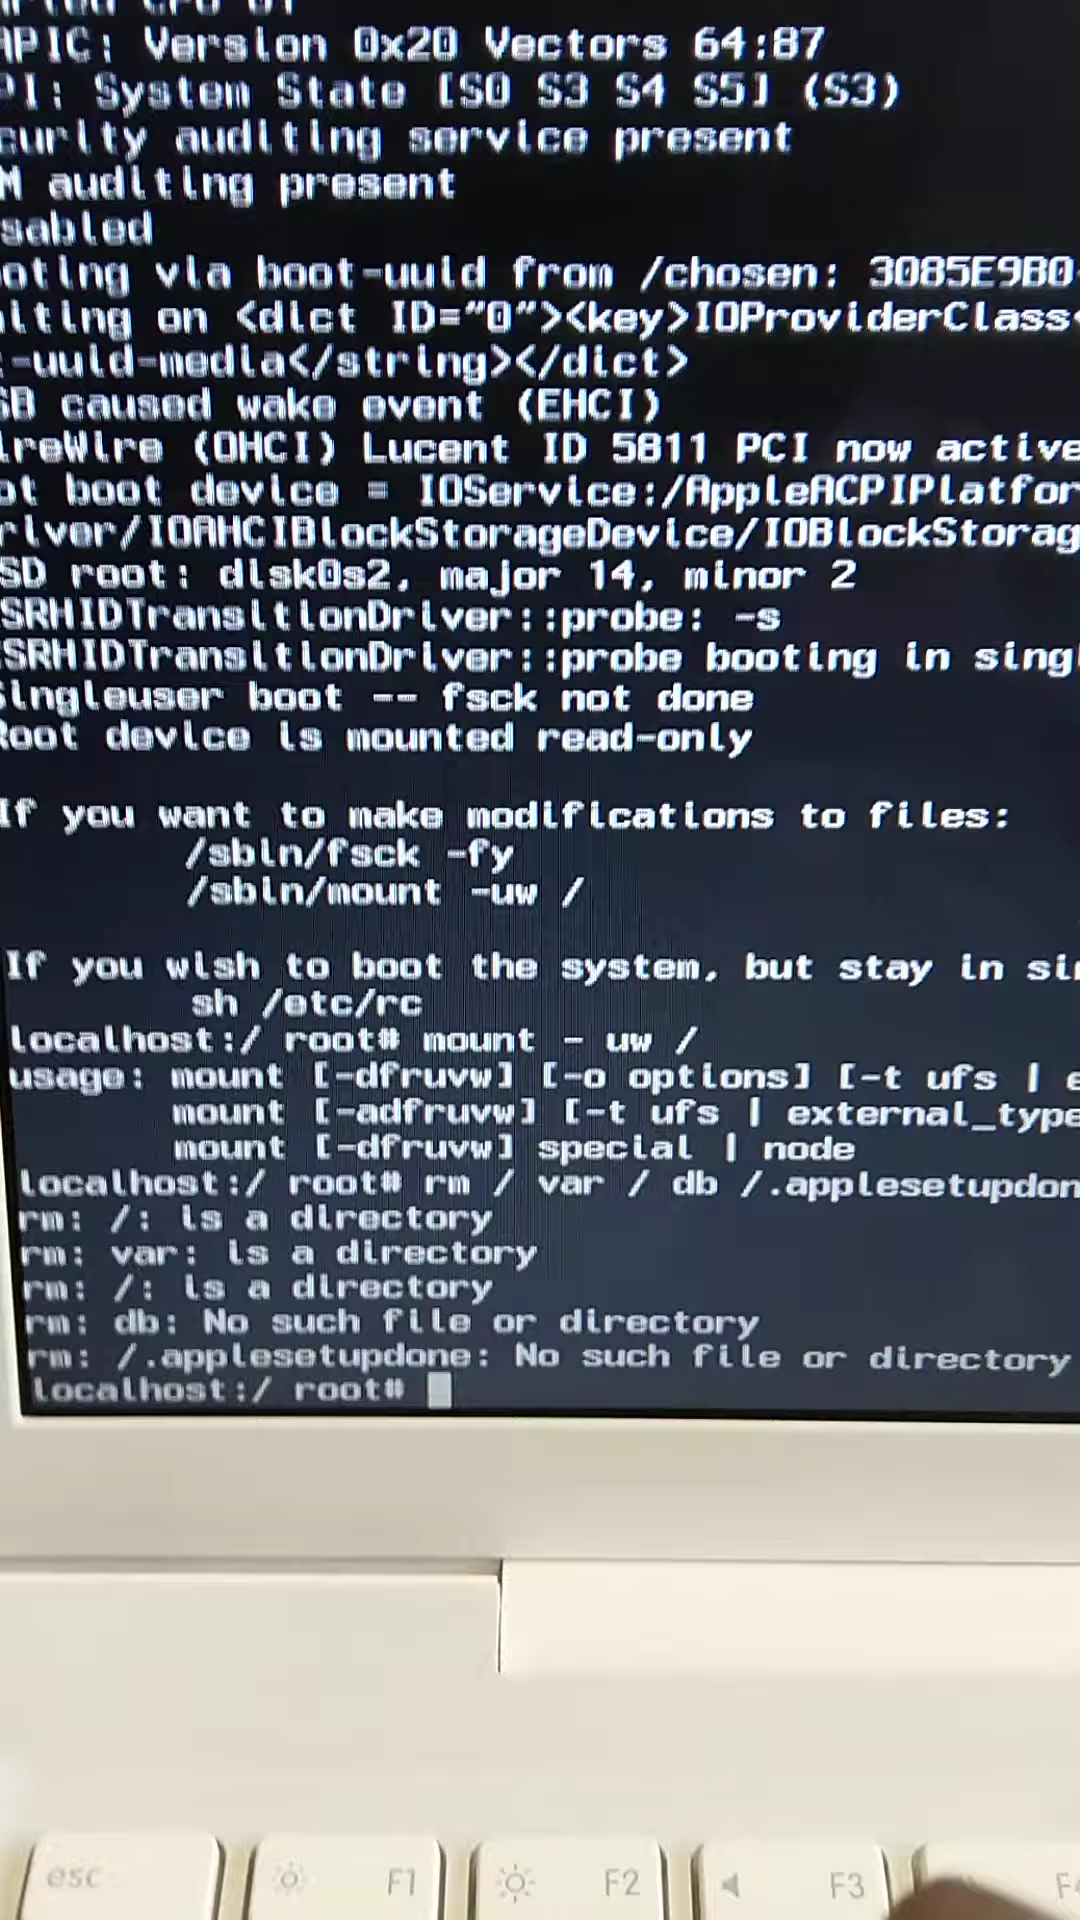 APIC: Version 0x20 Vectors 64:87
PI: System State [S0 S3 S4 S5] (S3)
curity auditing service present
M auditing present
sabled
oting via boot-uuid from /chosen: 3085E9B0
iting on <dict ID="0"><key>IOProviderClass<
t-uuid-media</string></dict>
SB caused wake event (EHCI)
ireWire (OHCI) Lucent ID 5811 PCI now active
ot boot device = IOService:/AppleACPIPlatfor
river/IOAHCIBlockStorageDevice/IOBlockStorag
SD root: disk0s2, major 14, minor 2
SRHIDTransitionDriver::probe: -s
SRHIDTransitionDriver::probe booting in singl
Singleuser boot -- fsck not done
Root device is mounted read-only
If you want to make modifications to files:
/sbin/fsck -fy
/sbin/mount -uw /
If you wish to boot the system, but stay in sin
sh /etc/rc
localhost:/ root# mount - uw /
usage: mount [-dfruvw] [-o options] [-t ufs | e
mount [-adfruvw] [-t ufs | external_type
mount [-dfruvw] special | node
localhost:/ root# rm / var / db /.applesetupdon
rm: /: is a directory
rm: var: is a directory
rm: /: is a directory
rm: db: No such file or directory
rm: /.applesetupdone: No such file or directory
localhost:/ root#
esc F1 F2 F3 F4